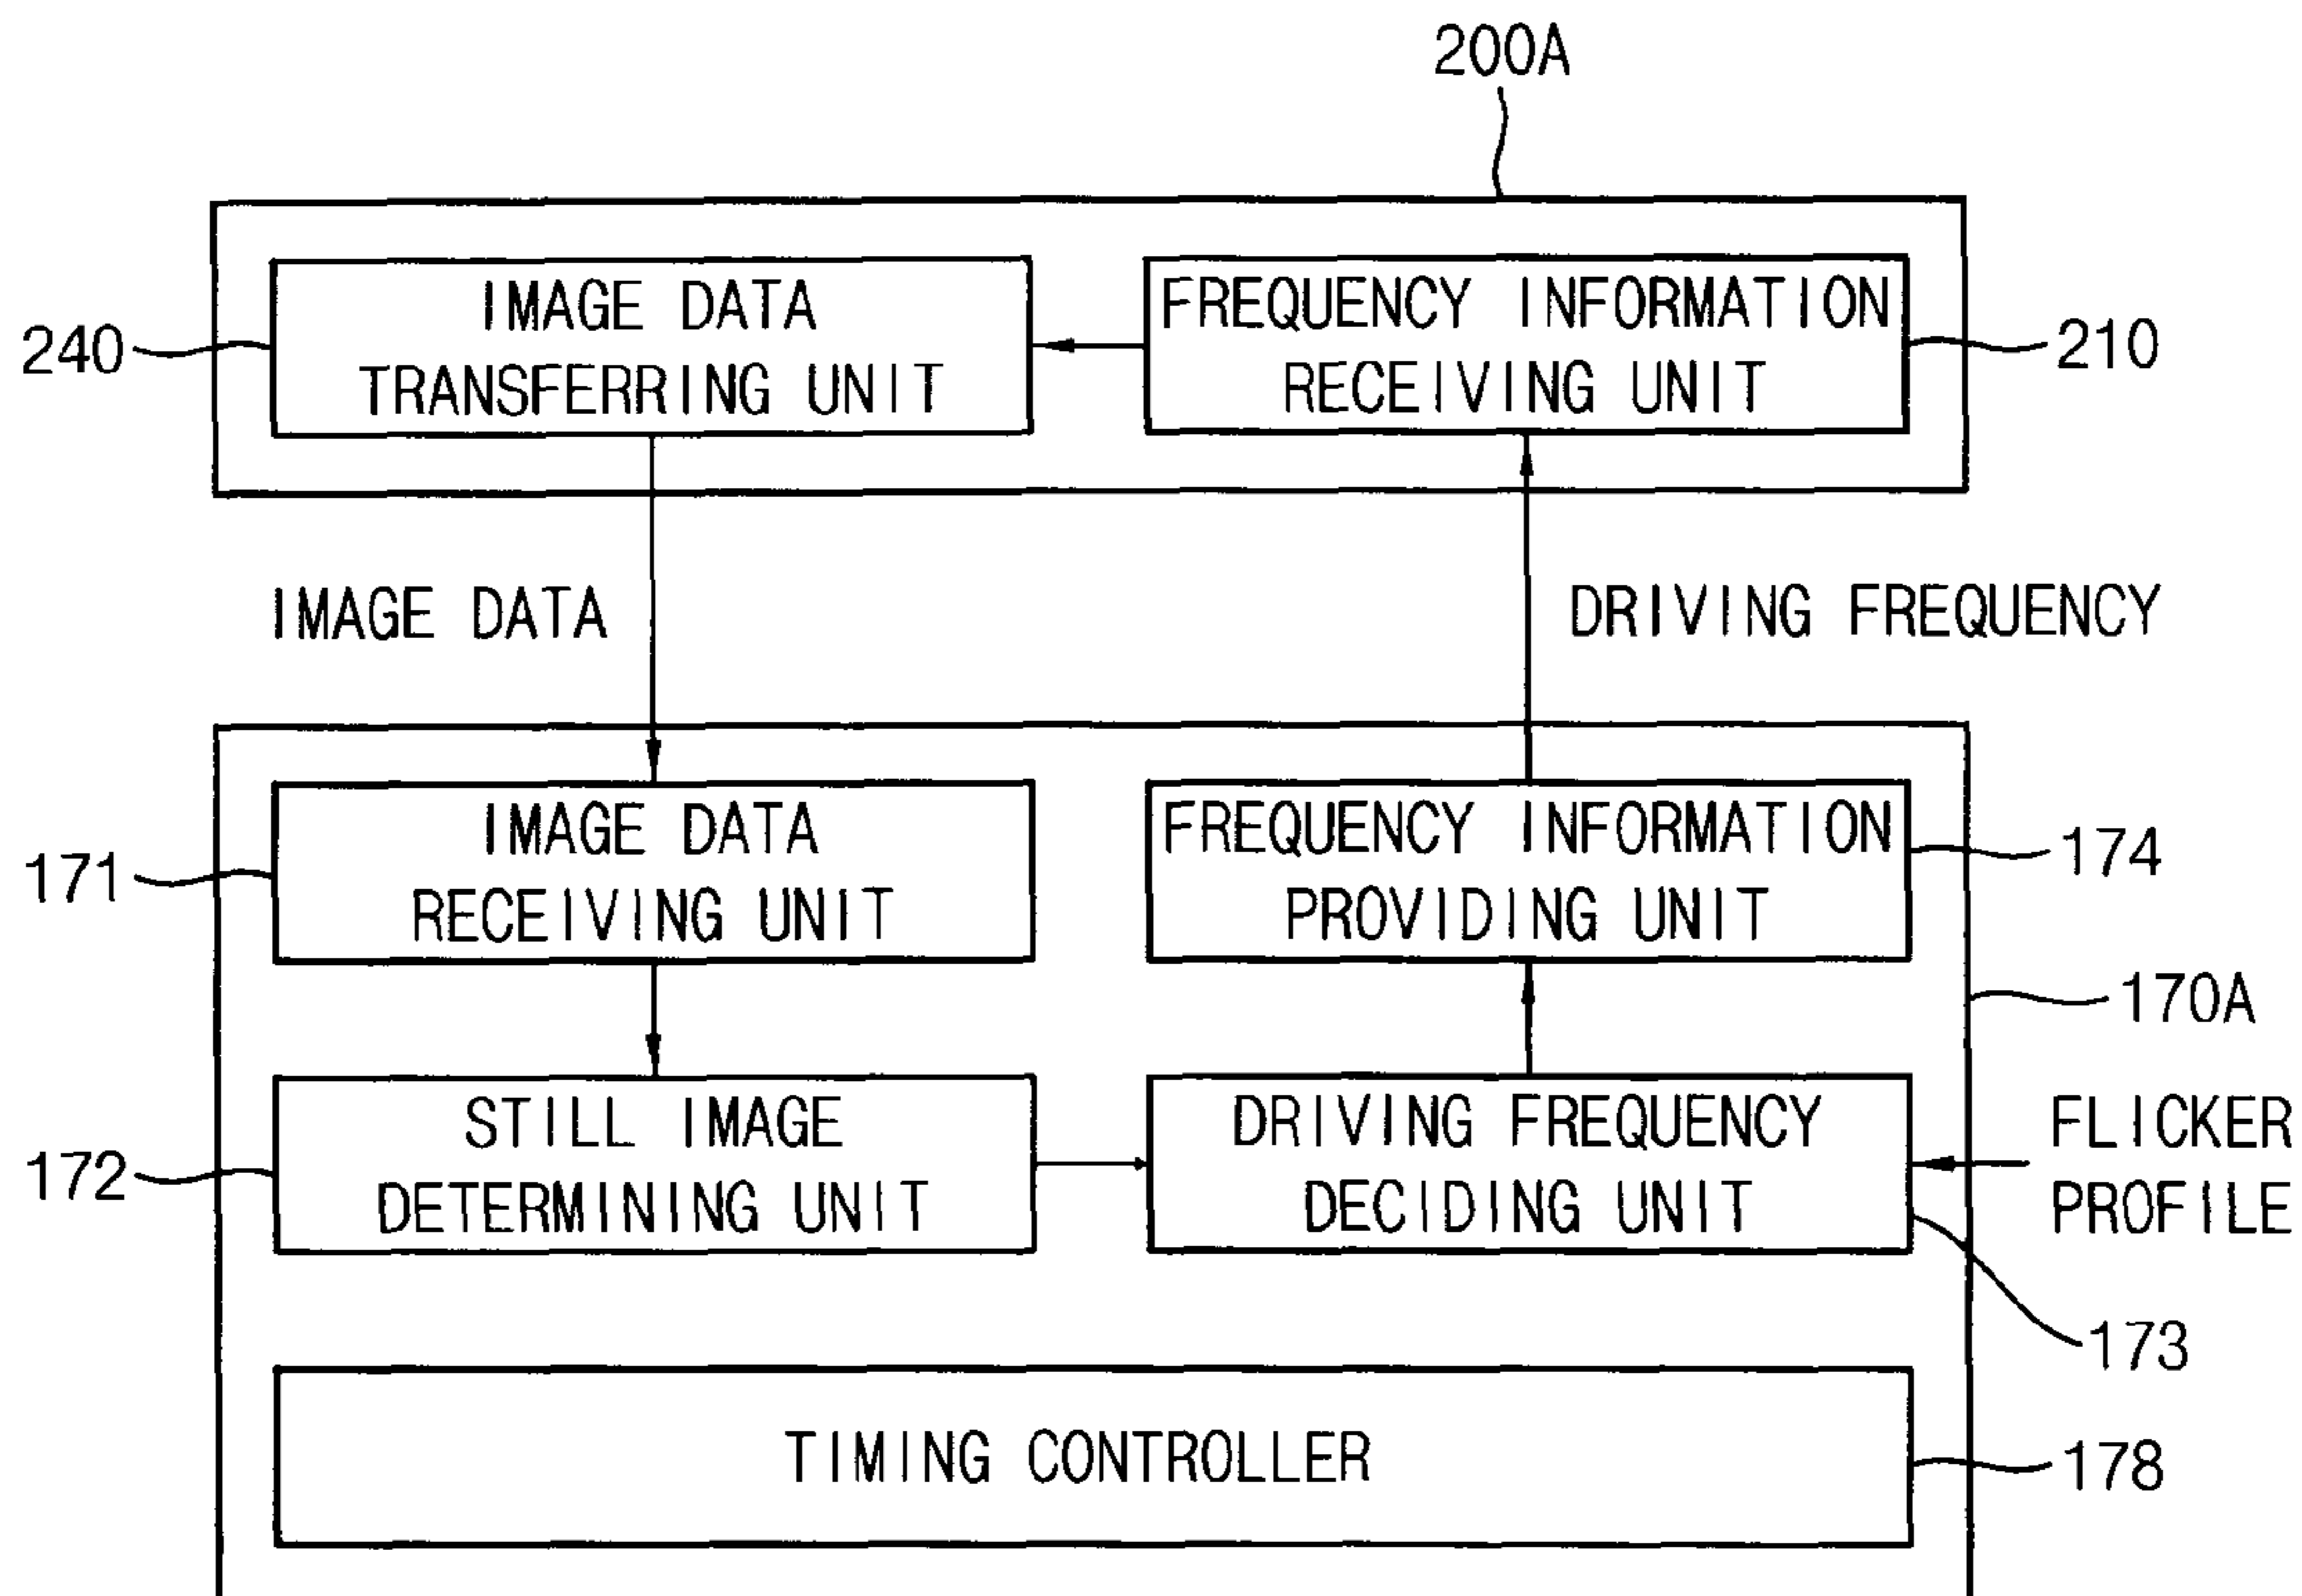 200A
IMAGE DATA
TRANSFERRING UNIT
FREQUENCY INFORMATION
RECEIVING UNIT
240
210
IMAGE DATA
DRIVING FREQUENCY
IMAGE DATA
RECEIVING UNIT
FREQUENCY INFORMATION
PROVIDING UNIT
171
174
170A
STILL IMAGE
DETERMINING UNIT
DRIVING FREQUENCY
DECIDING UNIT
FLICKER
PROFILE
172
173
TIMING CONTROLLER
178